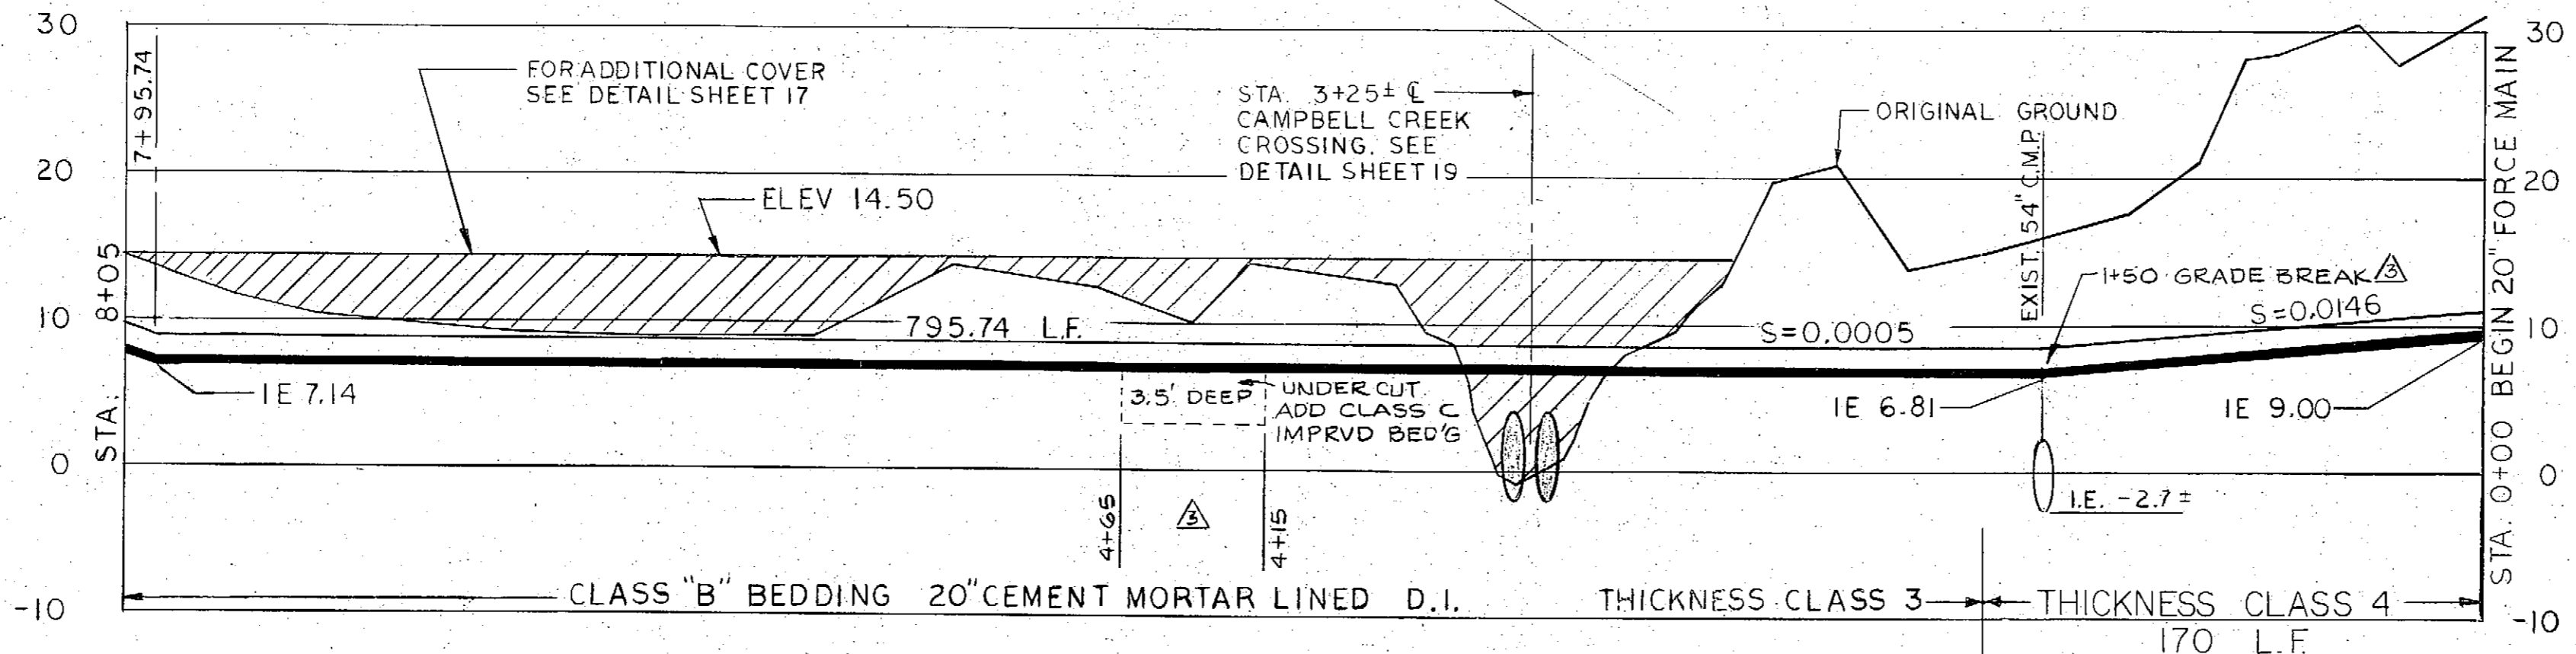 30
20
10
0
-10
STA. 8+05
7+95.74
FOR ADDITIONAL COVER
SEE DETAIL SHEET 17
ELEV 14.50
STA. 3+25± ℄
CAMPBELL CREEK
CROSSING. SEE
DETAIL SHEET 19
ORIGINAL GROUND
EXIST. 54" C.M.P.
1+50 GRADE BREAK 3
S=0.0146
795.74 L.F.
S=0.0005
IE 7.14
3.5' DEEP
UNDER CUT
ADD CLASS C
IMPRVD BED'G
IE 6.81
IE 9.00
4+65
3
4+15
I.E. -2.7±
CLASS "B" BEDDING 20" CEMENT MORTAR LINED D.I. THICKNESS CLASS 3
THICKNESS CLASS 4
170 L.F.
STA. 0+00 BEGIN 20" FORCE MAIN
30
20
10
0
-10